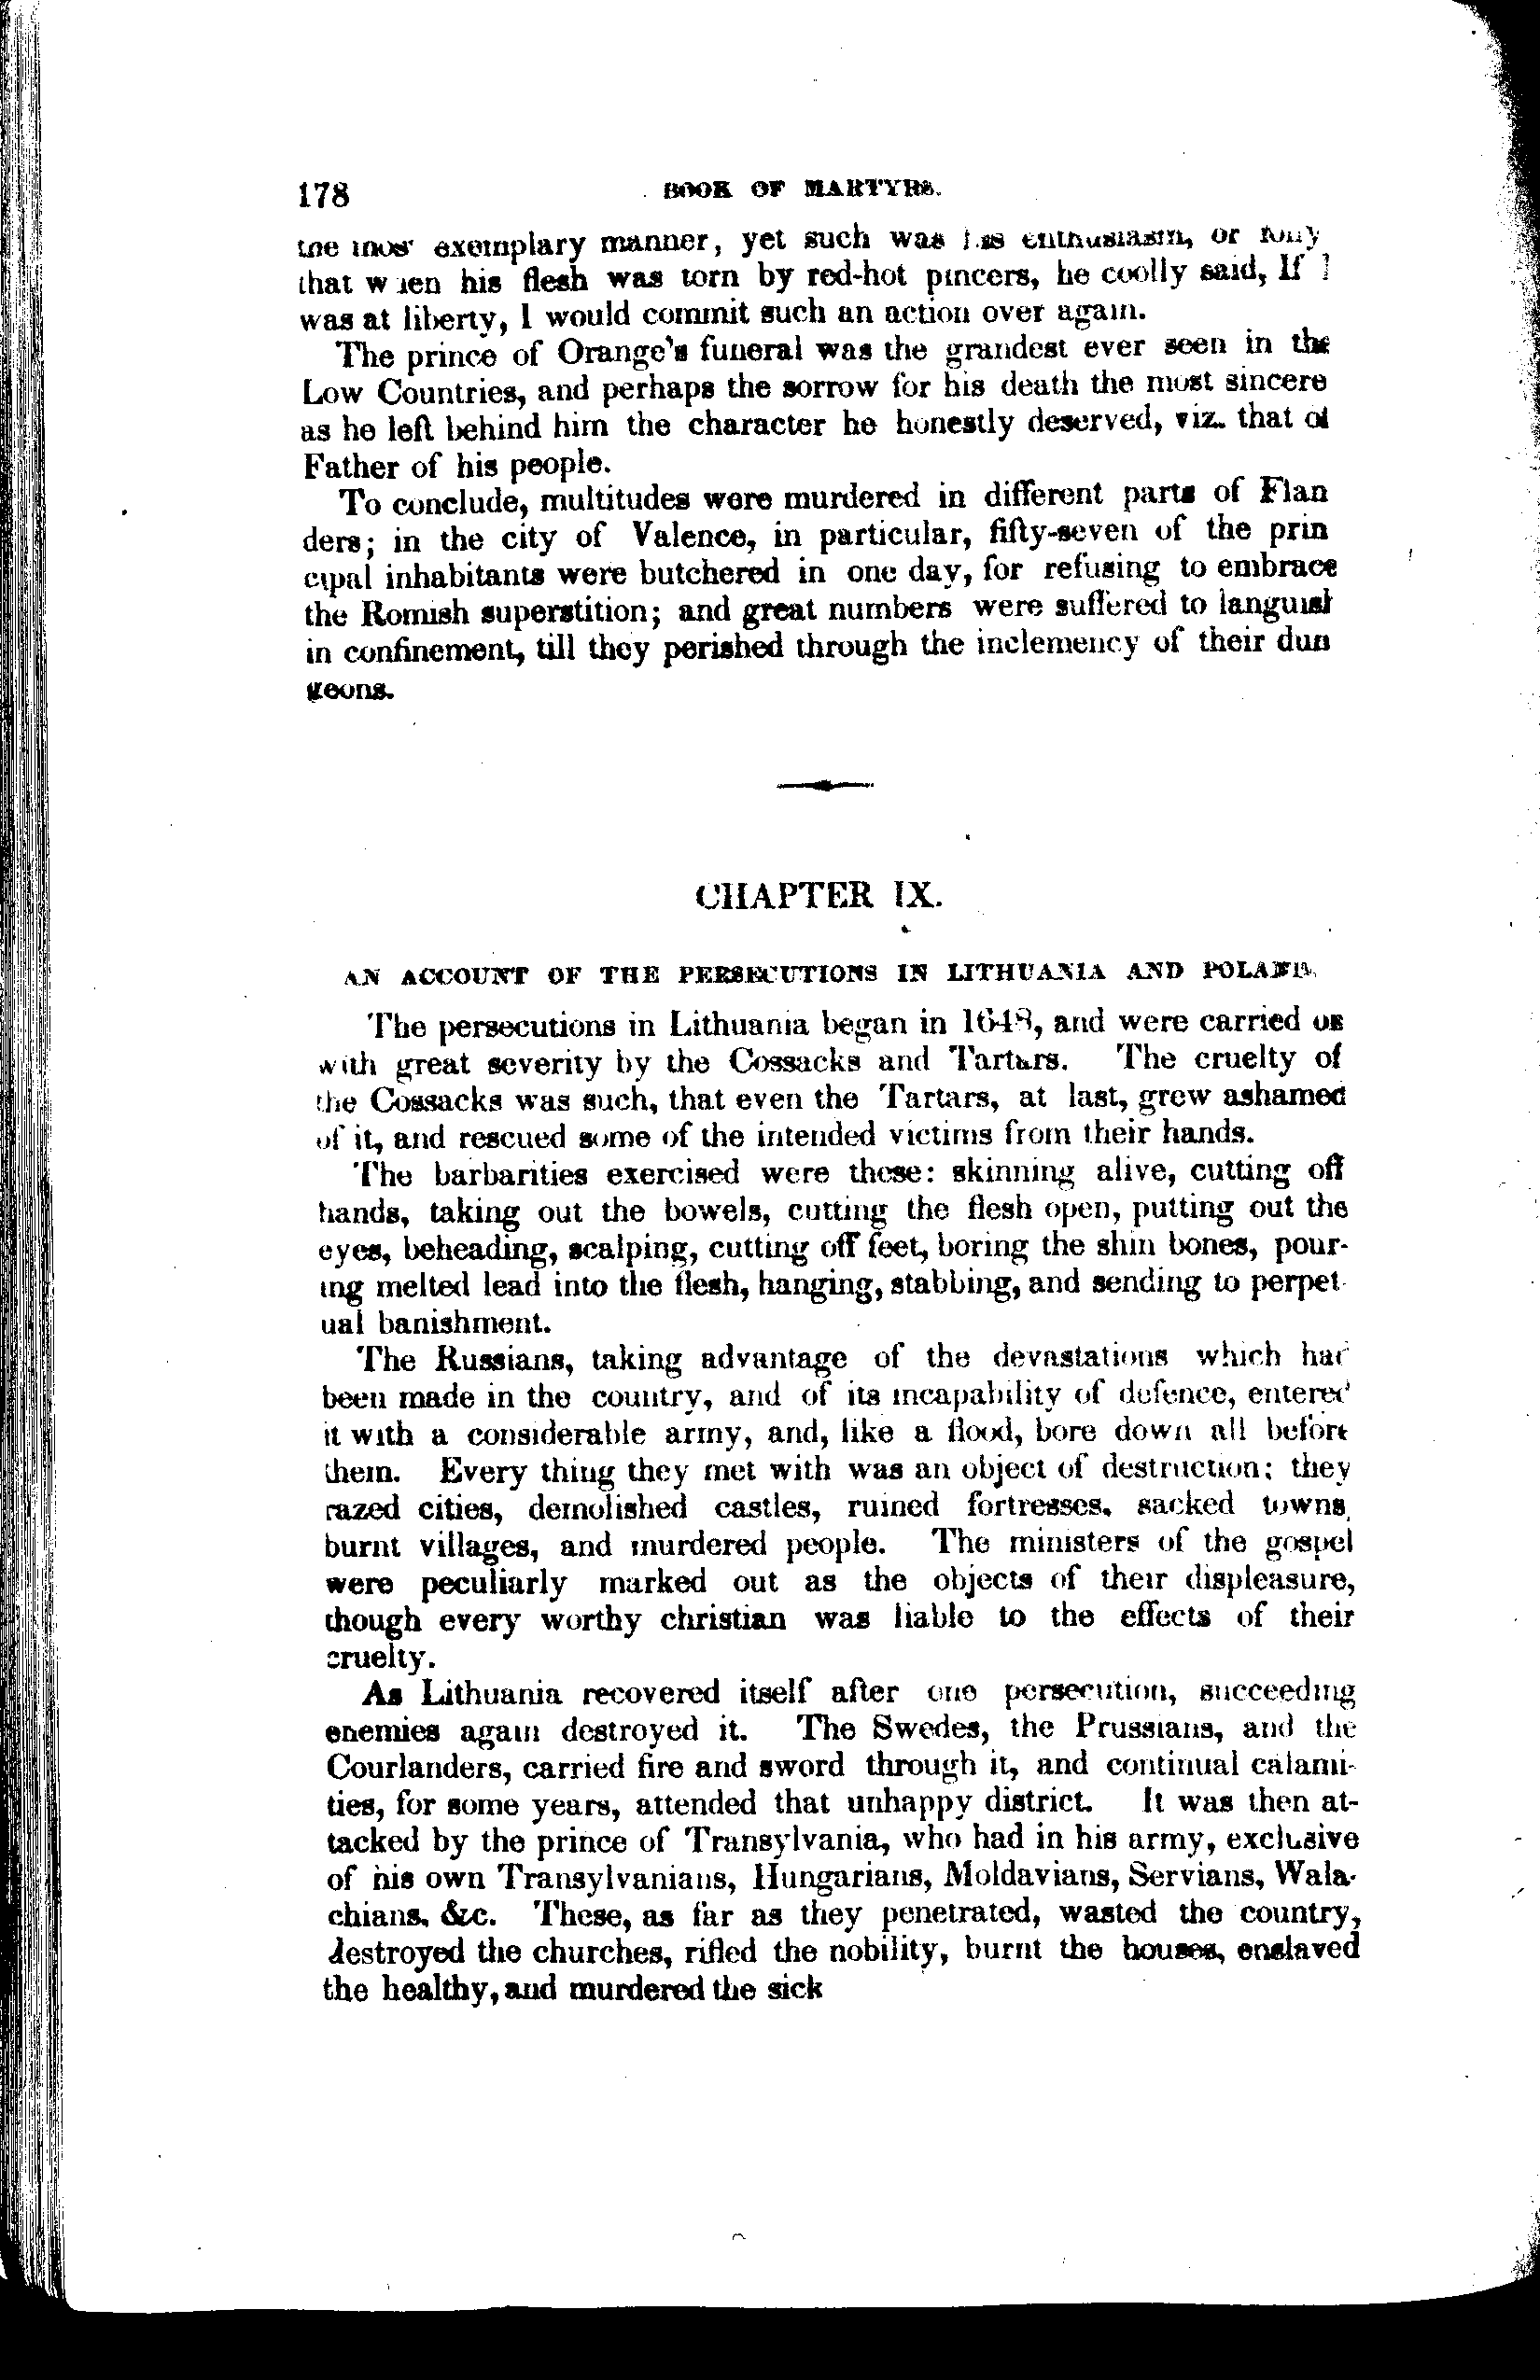 178 BOOK OF MARTYRS.
the mos' exemplary manner, yet such was his enthusiasm, or folly
that when his flesh was torn by red-hot pincers, he coolly said, If I
was at liberty, I would commit such an action over again.
The prince of Orange's funeral was the grandest ever seen in the
Low Countries, and perhaps the sorrow for his death the most sincere
as he left behind him the character he honestly deserved, viz. that of
Father of his people.
To conclude, multitudes were murdered in different parts of Flan
ders; in the city of Valence, in particular, fifty-seven of the prin
cipal inhabitants were butchered in one day, for refusing to embrace
the Romish superstition; and great numbers were suffered to languish
in confinement, till they perished through the inclemency of their dun
geons.
CHAPTER IX.
AN ACCOUNT OF THE PERSECUTIONS IN LITHUANIA AND POLAND.
The persecutions in Lithuania began in 1648, and were carried on
with great severity by the Cossacks and Tartars. The cruelty of
the Cossacks was such, that even the Tartars, at last, grew ashamed
of it, and rescued some of the intended victims from their hands.
The barbarities exercised were these: skinning alive, cutting off
hands, taking out the bowels, cutting the flesh open, putting out the
eyes, beheading, scalping, cutting off feet, boring the shin bones, pour-
ing melted lead into the flesh, hanging, stabbing, and sending to perpet-
ual banishment.
The Russians, taking advantage of the devastations which had
been made in the country, and of its incapability of defence, entered
it with a considerable army, and, like a flood, bore down all before
them. Every thing they met with was an object of destruction; they
razed cities, demolished castles, ruined fortresses, sacked towns,
burnt villages, and murdered people. The ministers of the gospel
were peculiarly marked out as the objects of their displeasure,
though every worthy christian was liable to the effects of their
cruelty.
As Lithuania recovered itself after one persecution, succeeding
enemies again destroyed it. The Swedes, the Prussians, and the
Courlanders, carried fire and sword through it, and continual calami-
ties, for some years, attended that unhappy district. It was then at-
tacked by the prince of Transylvania, who had in his army, exclusive
of his own Transylvanians, Hungarians, Moldavians, Servians, Wala-
chians, &c. These, as far as they penetrated, wasted the country,
destroyed the churches, rifled the nobility, burnt the houses, enslaved
the healthy, and murdered the sick